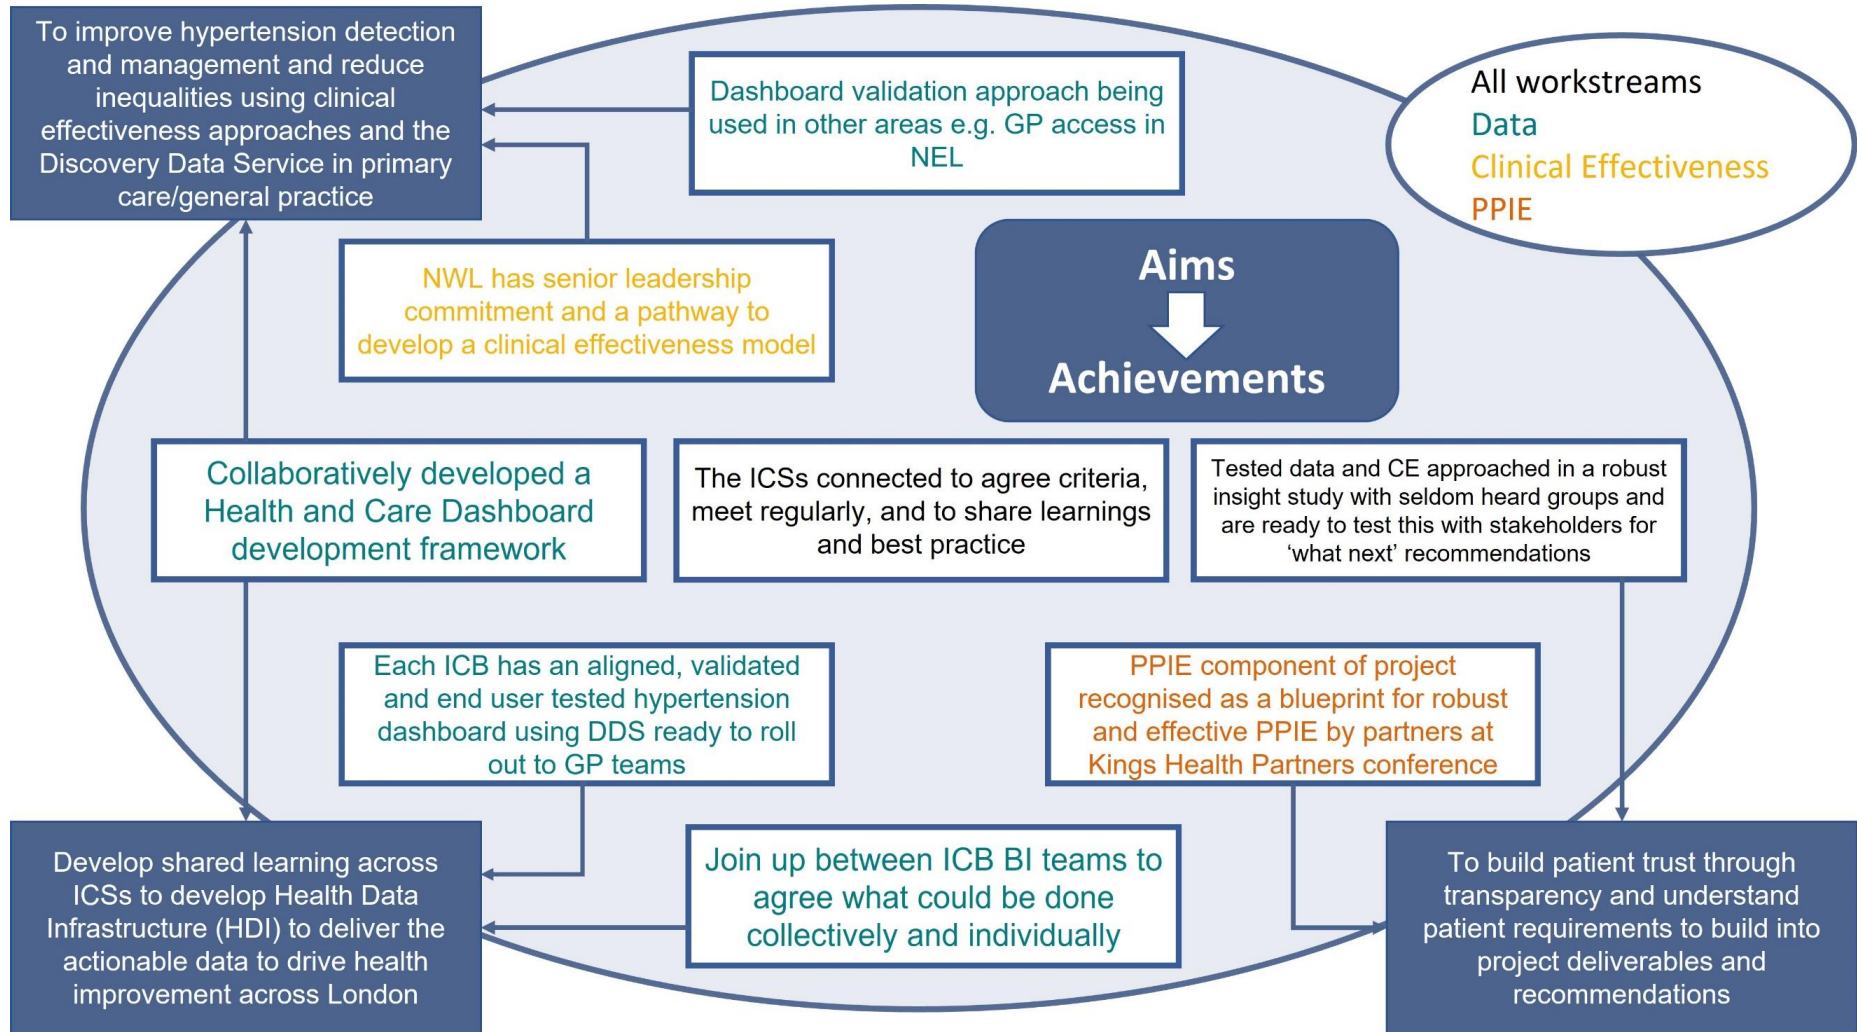 To improve hypertension detection
and management and reduce
inequalities using clinical
effectiveness approaches and the
Discovery Data Service in primary
care/general practice
Dashboard validation approach being
used in other areas e.g. GP access in
NEL
All workstreams
Data
Clinical Effectiveness
PPIE
NWL has senior leadership
commitment and a pathway to
develop a clinical effectiveness model
Aims
Achievements
Collaboratively developed a
Health and Care Dashboard
development framework
The ICSs connected to agree criteria,
meet regularly, and to share learnings
and best practice
Tested data and CE approached in a robust
insight study with seldom heard groups and
are ready to test this with stakeholders for
‘what next’ recommendations
Each ICB has an aligned, validated
and end user tested hypertension
dashboard using DDS ready to roll
out to GP teams
PPIE component of project
recognised as a blueprint for robust
and effective PPIE by partners at
Kings Health Partners conference
Develop shared learning across
ICSs to develop Health Data
Infrastructure (HDI) to deliver the
actionable data to drive health
improvement across London
Join up between ICB BI teams to
agree what could be done
collectively and individually
To build patient trust through
transparency and understand
patient requirements to build into
project deliverables and
recommendations